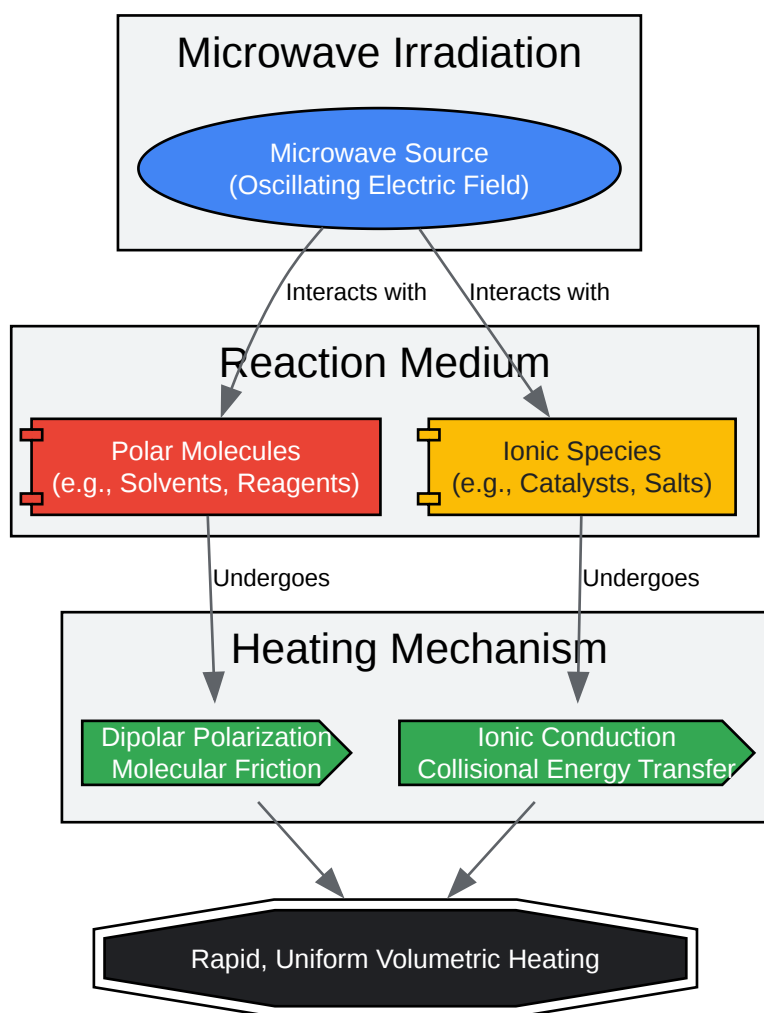 Microwave Irradiation
Microwave Source
(Oscillating Electric Field)
Interacts with
Interacts with
Reaction Medium
Polar Molecules
(e.g., Solvents, Reagents)
Ionic Species
(e.g., Catalysts, Salts)
Undergoes
Undergoes
Heating Mechanism
Dipolar Polarization
Molecular Friction
Ionic Conduction
Collisional Energy Transfer
Rapid, Uniform Volumetric Heating